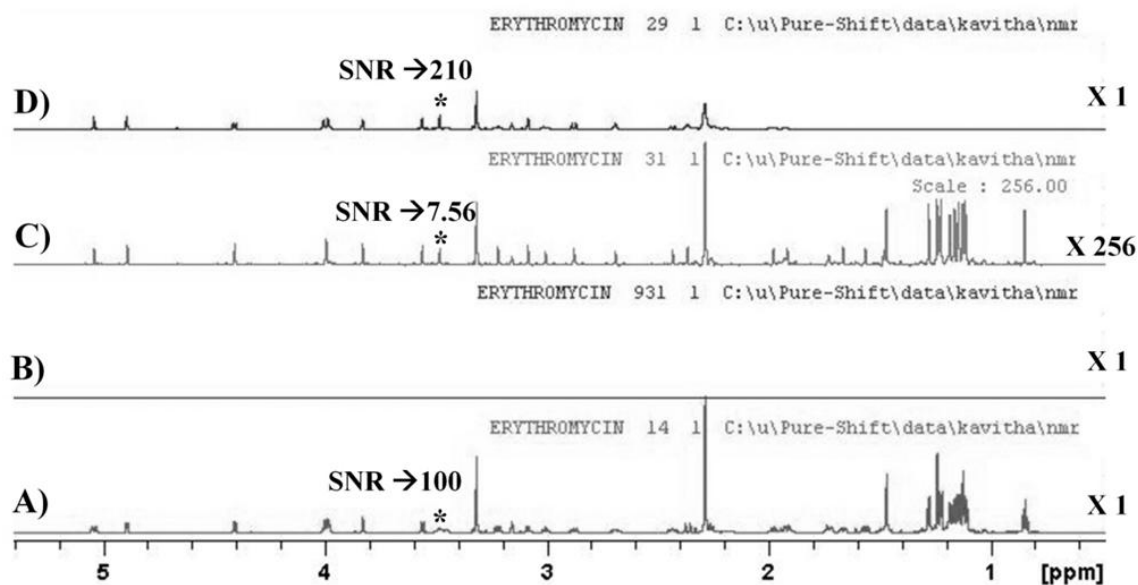 ERYTHROMYCIN 29 1 C:\u\Pure-Shift\data\kavitha\nmr
SNR →210
D) * X 1
ERYTHROMYCIN 31 1 C:\u\Pure-Shift\data\kavitha\nmr
Scale : 256.00
SNR →7.56
C) * X 256
ERYTHROMYCIN 931 1 C:\u\Pure-Shift\data\kavitha\nmr
B) X 1
ERYTHROMYCIN 14 1 C:\u\Pure-Shift\data\kavitha\nmr
SNR →100
A) * X 1
5 4 3 2 1 [ppm]